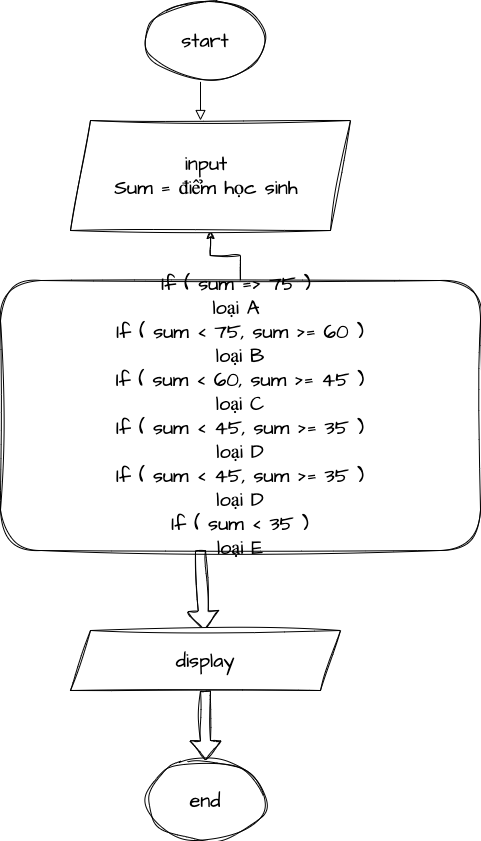 start
input
Sum = điểm học sinh
If ( sum => 75 )
loại A
If ( sum < 75, sum >= 60 )
loại B
If ( sum < 60, sum >= 45 )
loại C
If ( sum < 45, sum >= 35 )
loại D
If ( sum < 45, sum >= 35 )
loại D
If ( sum < 35 )
loại E
display
end